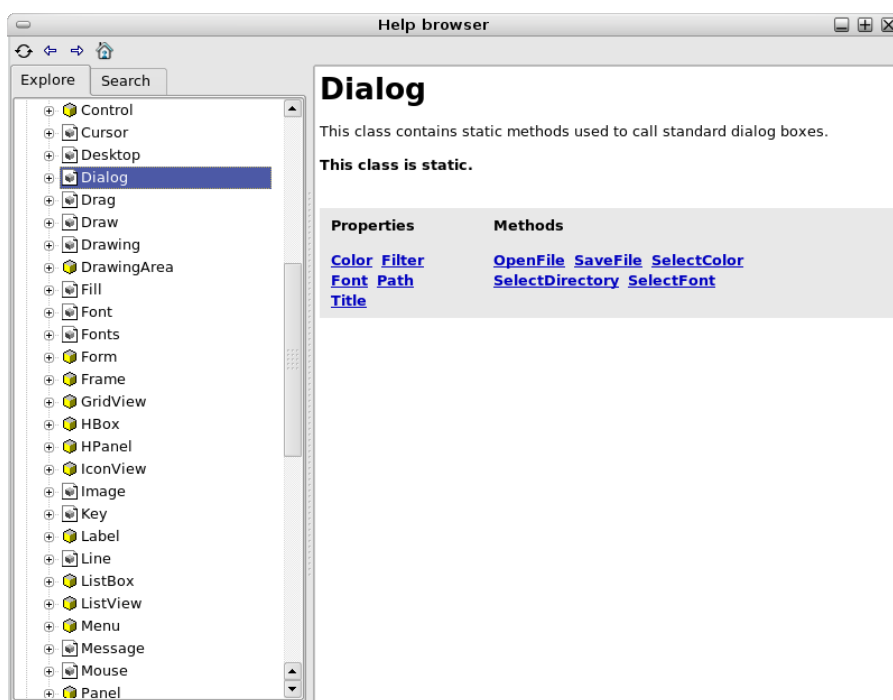 Help browser
Explore Search
Control
Cursor
Desktop
Dialog
Drag
Draw
Drawing
DrawingArea
Fill
Font
Fonts
Form
Frame
GridView
HBox
HPanel
IconView
Image
Key
Label
Line
ListBox
ListView
Menu
Message
Mouse
Panel
Dialog
This class contains static methods used to call standard dialog boxes.
This class is static.
Properties Methods
Color Filter OpenFile SaveFile SelectColor
Font Path SelectDirectory SelectFont
Title